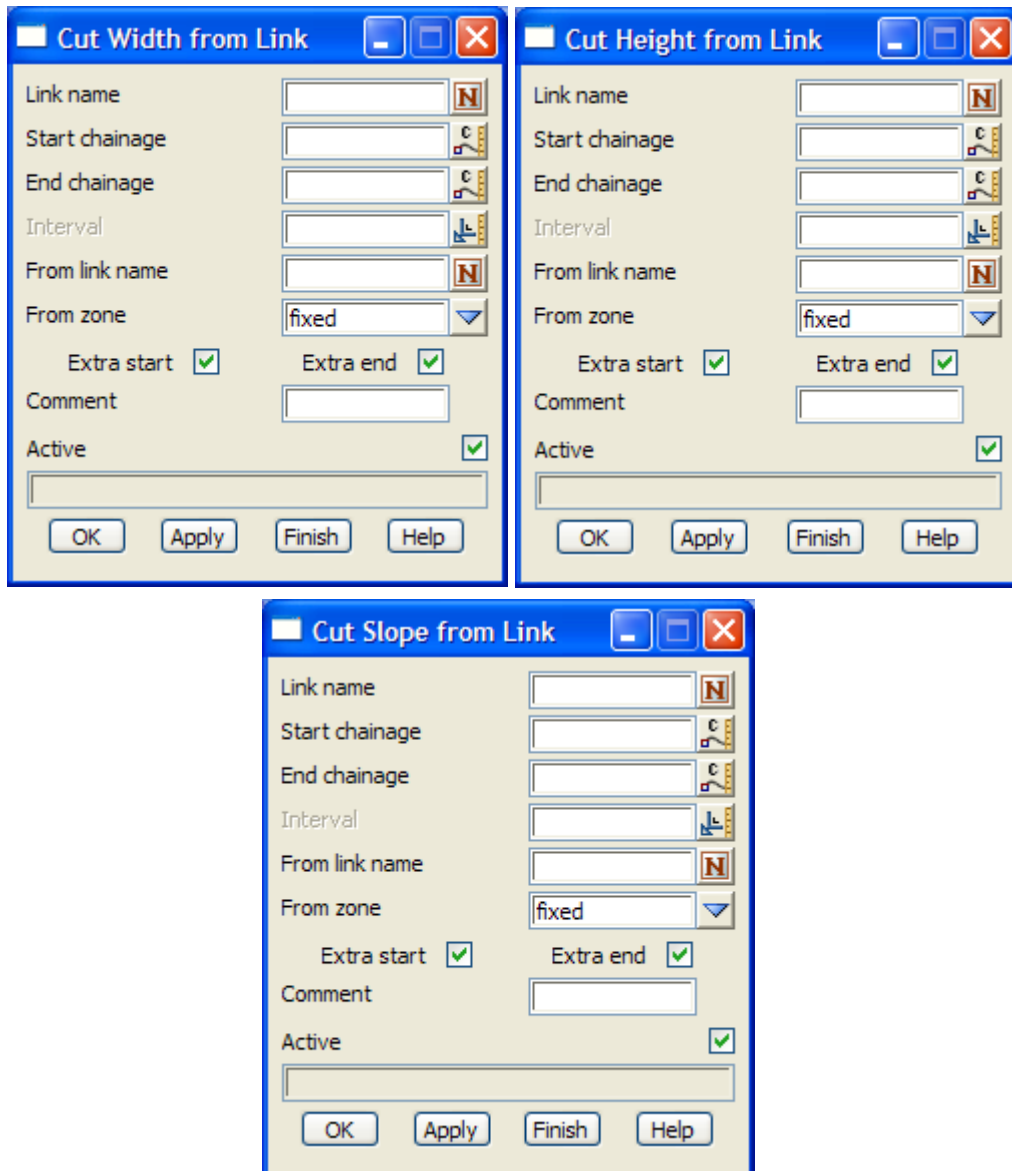 Cut Width from Link
Link name N
Start chainage C
End chainage C
Interval
From link name N
From zone fixed
Extra start Extra end
Comment
Active
OK Apply Finish Help
Cut Height from Link
Link name N
Start chainage C
End chainage C
Interval
From link name N
From zone fixed
Extra start Extra end
Comment
Active
OK Apply Finish Help
Cut Slope from Link
Link name N
Start chainage C
End chainage C
Interval
From link name N
From zone fixed
Extra start Extra end
Comment
Active
OK Apply Finish Help